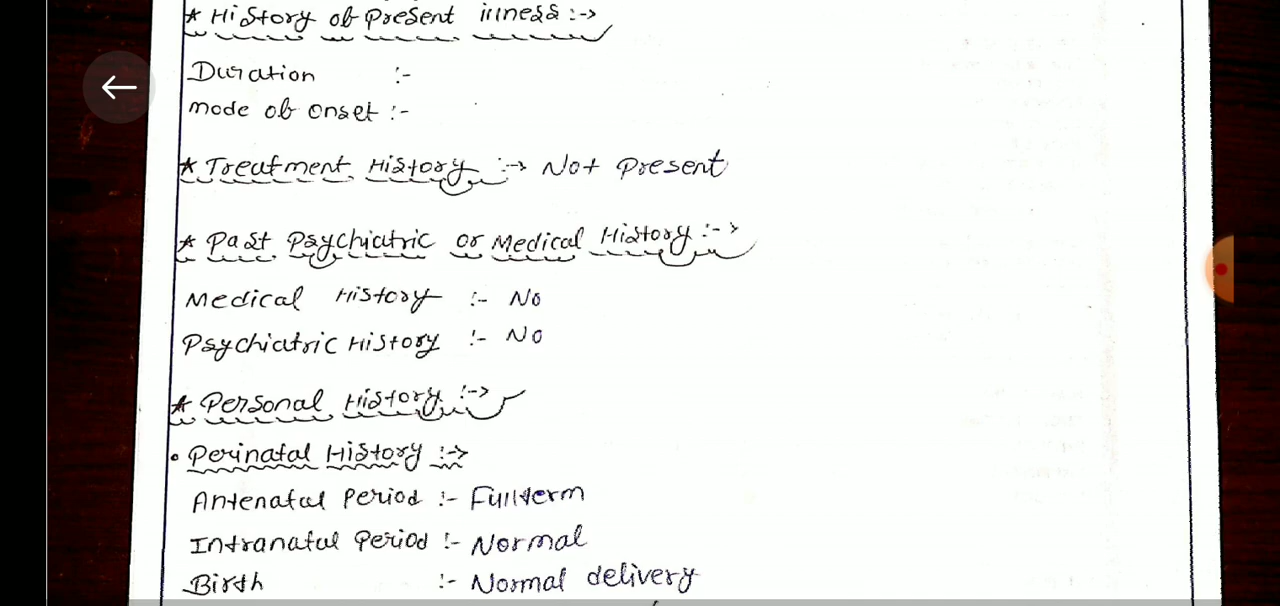 * History of Present illness :->
Duration :-
mode of onset :-
* Treatment History :-> Not Present
* Past Psychiatric or Medical History :->
Medical History :- No
Psychiatric History :- No
* Personal History :->
• Perinatal History :->
Antenatal Period :- Fullterm
Intranatal Period :- Normal
Birth :- Normal delivery